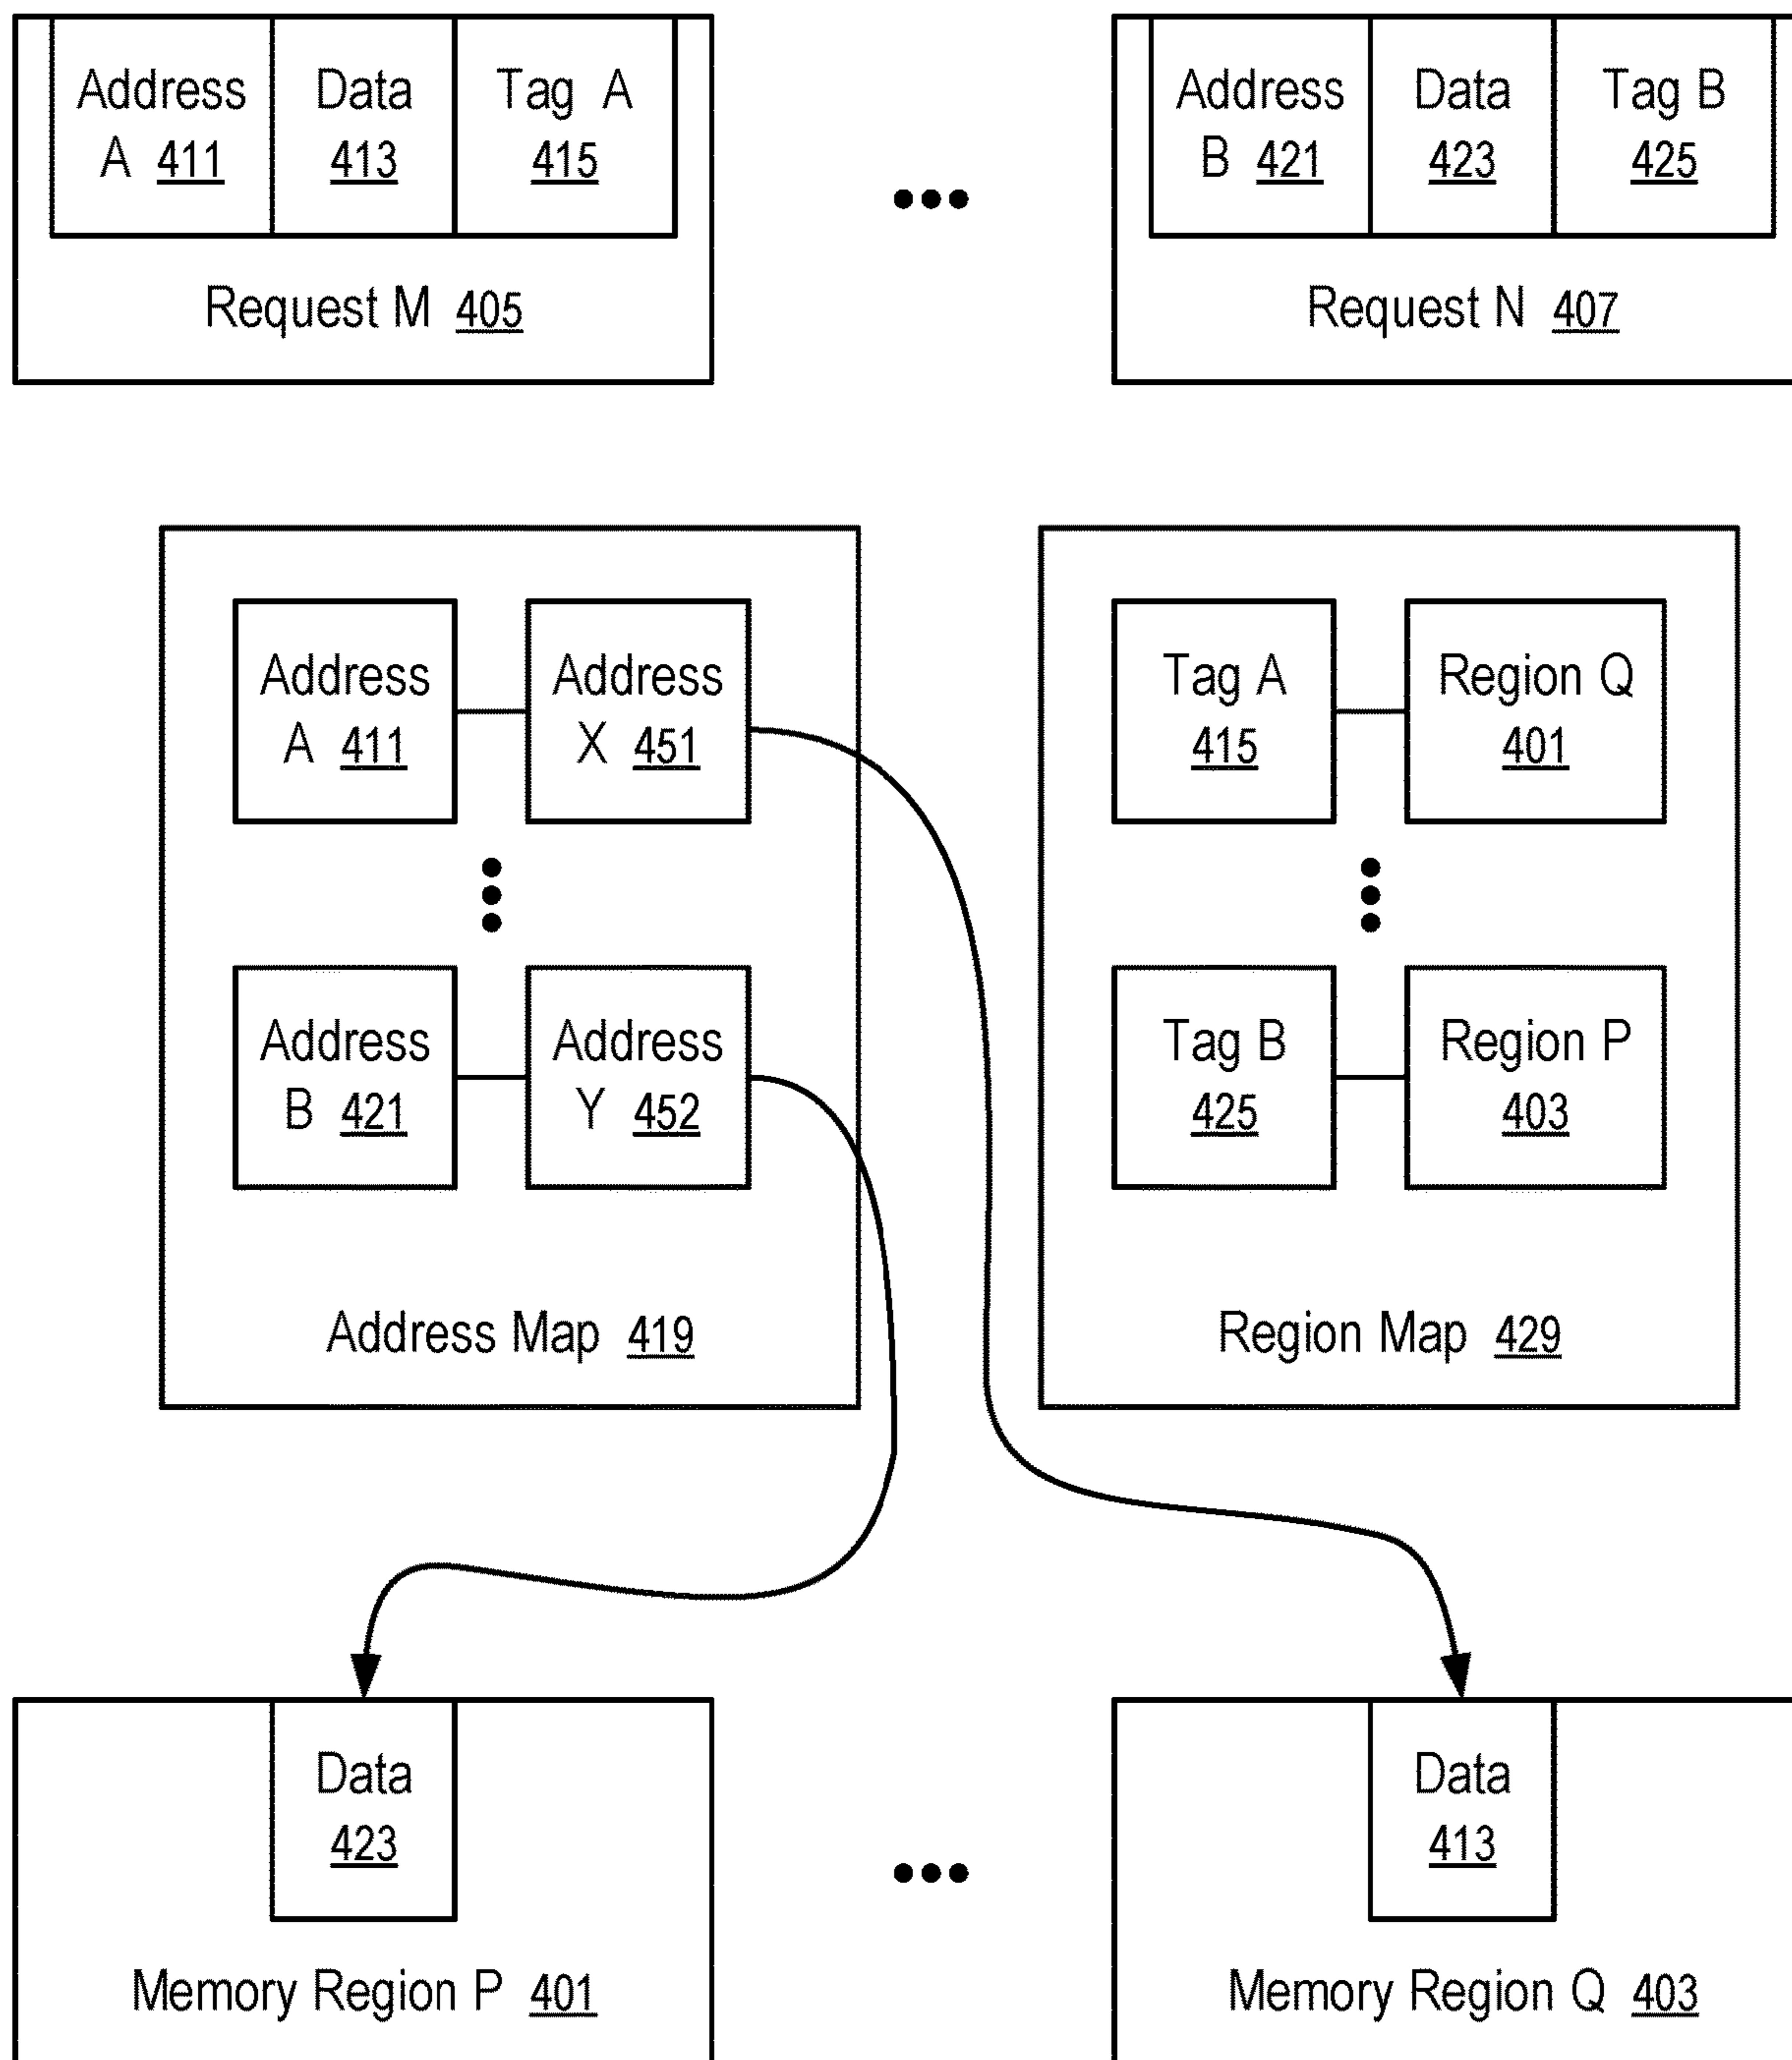 Address
A 411
Data
413
Tag A
415
Request M 405
Address
B 421
Data
423
Tag B
425
Request N 407
Address
A 411
Address
X 451
Address
B 421
Address
Y 452
Address Map 419
Tag A
415
Region Q
401
Tag B
425
Region P
403
Region Map 429
Data
423
Memory Region P 401
Data
413
Memory Region Q 403